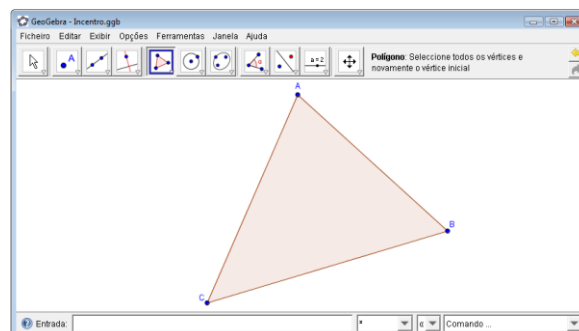 GeoGebra - Incentro.ggb
Ficheiro Editar Exibir Opções Ferramentas Janela Ajuda
A
α
a=2
Polígono: Seleccione todos os vértices e
novamente o vértice inicial
A
B
C
Entrada:
α
Comando ...